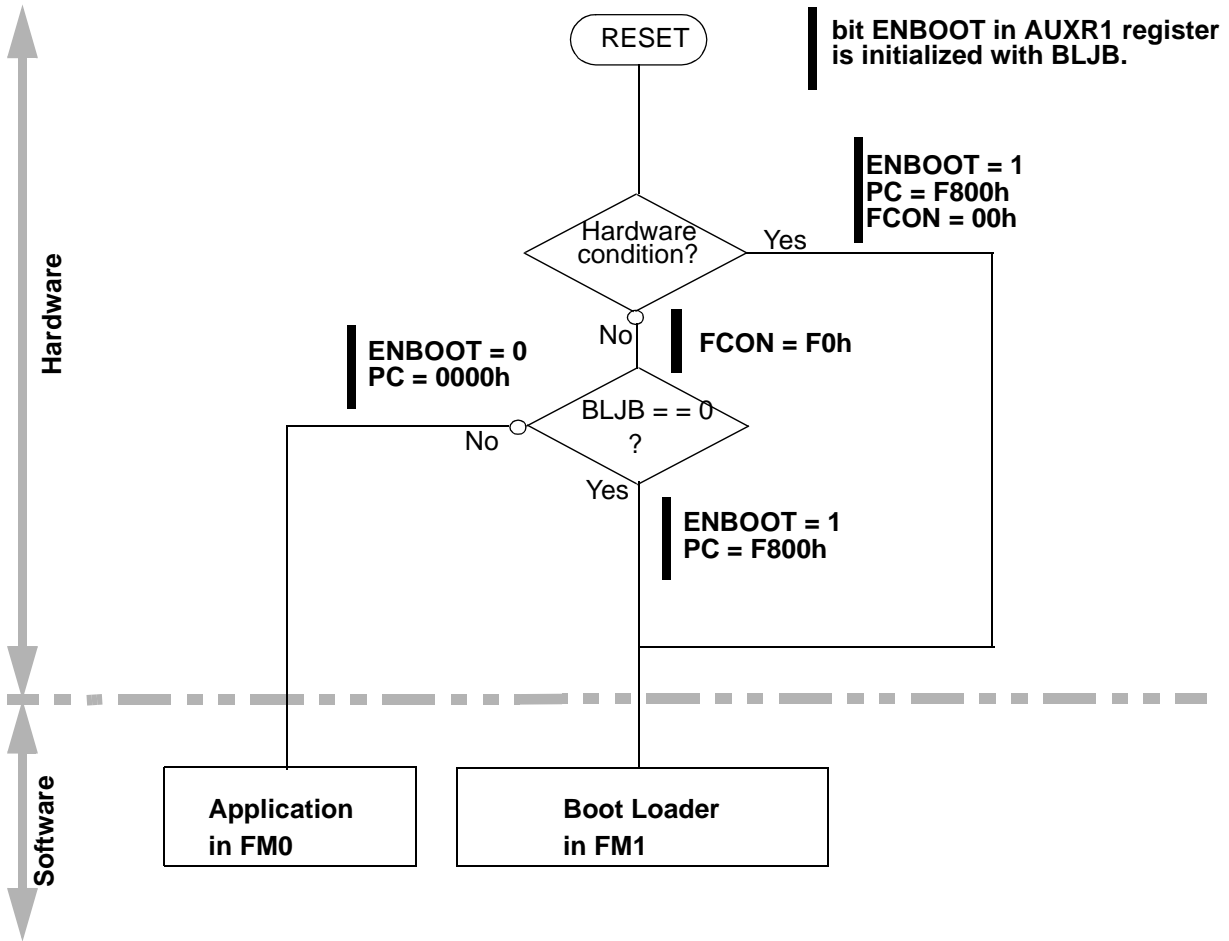 RESET
bit ENBOOT in AUXR1 register
is initialized with BLJB.
ENBOOT = 1
PC = F800h
FCON = 00h
Hardware
condition?
Yes
No
FCON = F0h
ENBOOT = 0
PC = 0000h
BLJB = = 0
?
No
Yes
ENBOOT = 1
PC = F800h
Hardware
Software
Application
in FM0
Boot Loader
in FM1